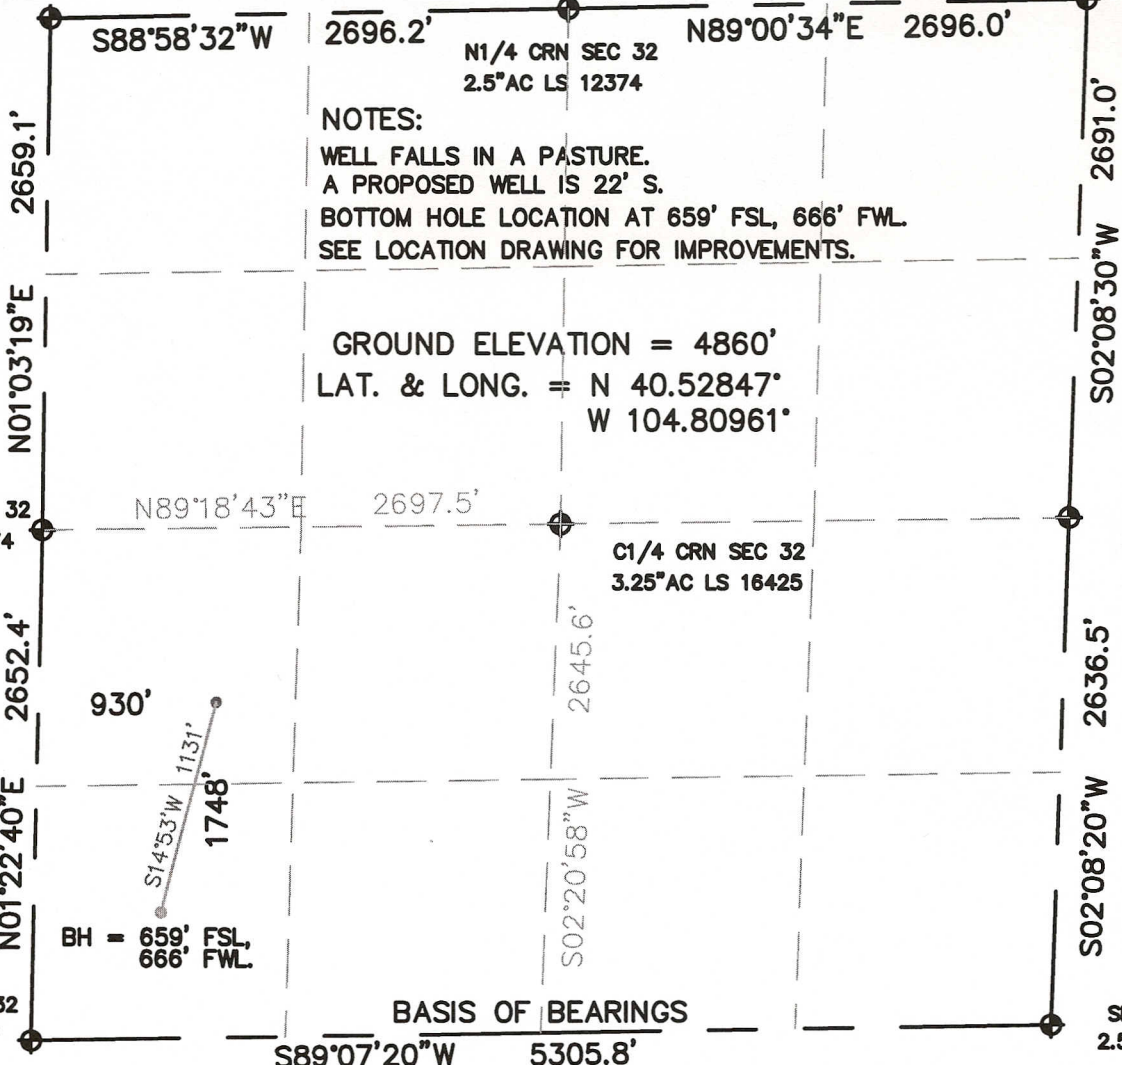 S88°58'32"W 2696.2'
N89°00'34"E 2696.0'
N1/4 CRN SEC 32
2.5"AC LS 12374
2659.1'
2691.0'
NOTES:
WELL FALLS IN A PASTURE.
A PROPOSED WELL IS 22' S.
BOTTOM HOLE LOCATION AT 659' FSL, 666' FWL.
SEE LOCATION DRAWING FOR IMPROVEMENTS.
N01°03'19"E
S02°08'30"W
GROUND ELEVATION = 4860'
LAT. & LONG. = N 40.52847°
W 104.80961°
N89°18'43"E 2697.5'
32
C1/4 CRN SEC 32
3.25"AC LS 16425
2652.4'
2645.6'
2636.5'
930'
S14°53'W 1131'
1748'
N01°22'40"E
S02°20'58"W
S02°08'20"W
BH = 659' FSL,
666' FWL.
32
BASIS OF BEARINGS
S89°07'20"W 5305.8'